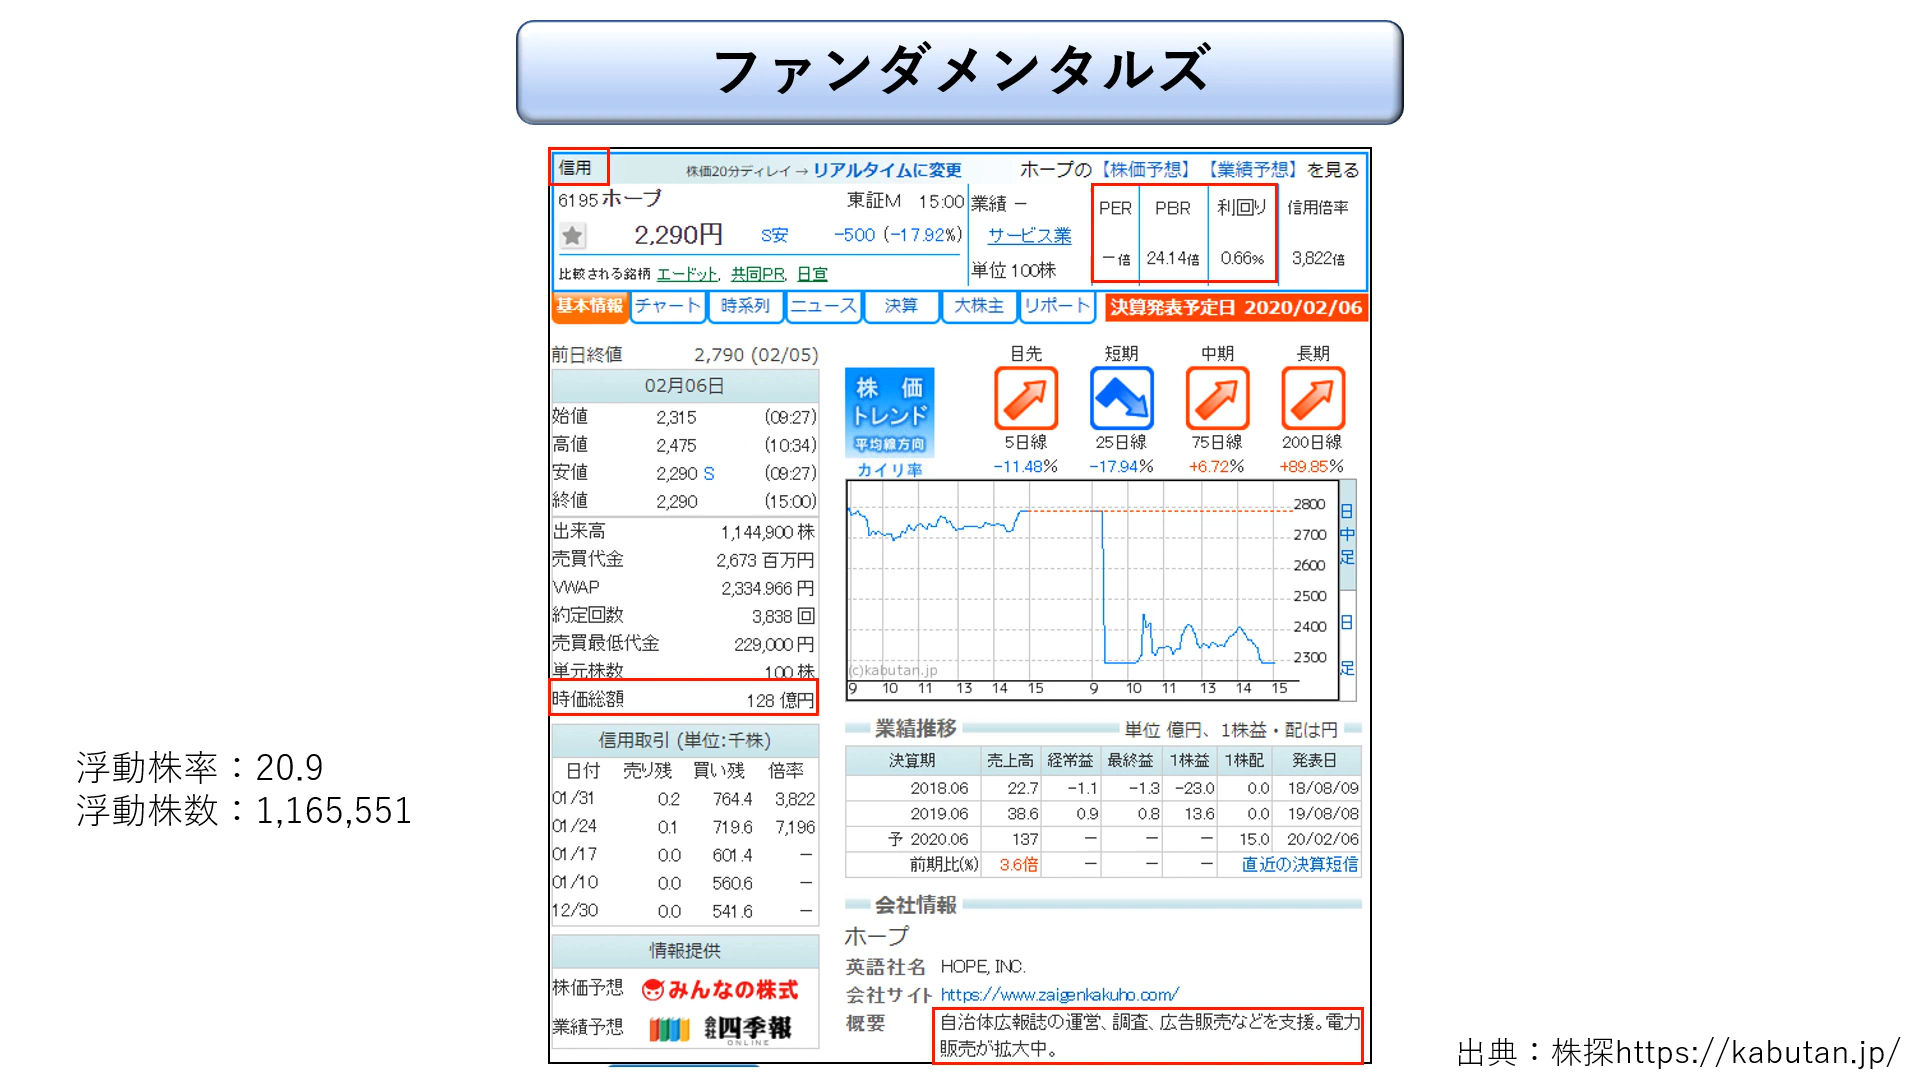 ファンダメンタルズ
信用
株価20分ディレイ → リアルタイムに変更
ホープの【株価予想】【業績予想】を見る
6195 ホープ
東証M 15:00
2,290円 S安 -500 (-17.92%)
比較される銘柄 エードット, 共同PR, 日宣
業績 －
サービス業
単位 100株
PER PBR 利回り 信用倍率
－倍 24.14倍 0.66% 3,822倍
基本情報 チャート 時系列 ニュース 決算 大株主 リポート
決算発表予定日 2020/02/06
前日終値 2,790 (02/05)
02月06日
始値 2,315 (09:27)
高値 2,475 (10:34)
安値 2,290 S (09:27)
終値 2,290 (15:00)
出来高 1,144,900 株
売買代金 2,673 百万円
VWAP 2,334.966 円
約定回数 3,838 回
売買最低代金 229,000 円
単元株数 100 株
時価総額 128 億円
信用取引 (単位:千株)
日付 売り残 買い残 倍率
01/31 0.2 764.4 3,822
01/24 0.1 719.6 7,196
01/17 0.0 601.4 －
01/10 0.0 560.6 －
12/30 0.0 541.6 －
情報提供
株価予想 みんなの株式
業績予想 会社四季報 ONLINE
株価トレンド
平均線方向
カイリ率
目先 短期 中期 長期
5日線 25日線 75日線 200日線
-11.48% -17.94% +6.72% +89.85%
2800
2700
2600
2500
2400
2300
(c)kabutan.jp
9 10 11 13 14 15 9 10 11 13 14 15
日中足
日足
業績推移 単位 億円、1株益・配は円
決算期 売上高 経常益 最終益 1株益 1株配 発表日
2018.06 22.7 -1.1 -1.3 -23.0 0.0 18/08/09
2019.06 38.6 0.9 0.8 13.6 0.0 19/08/08
予 2020.06 137 － － － 15.0 20/02/06
前期比(%) 3.6倍 － － － 直近の決算短信
会社情報
ホープ
英語社名 HOPE, INC.
会社サイト https://www.zaigenkakuho.com/
概要 自治体広報誌の運営、調査、広告販売などを支援。電力
販売が拡大中。
浮動株率：20.9
浮動株数：1,165,551
出典：株探https://kabutan.jp/